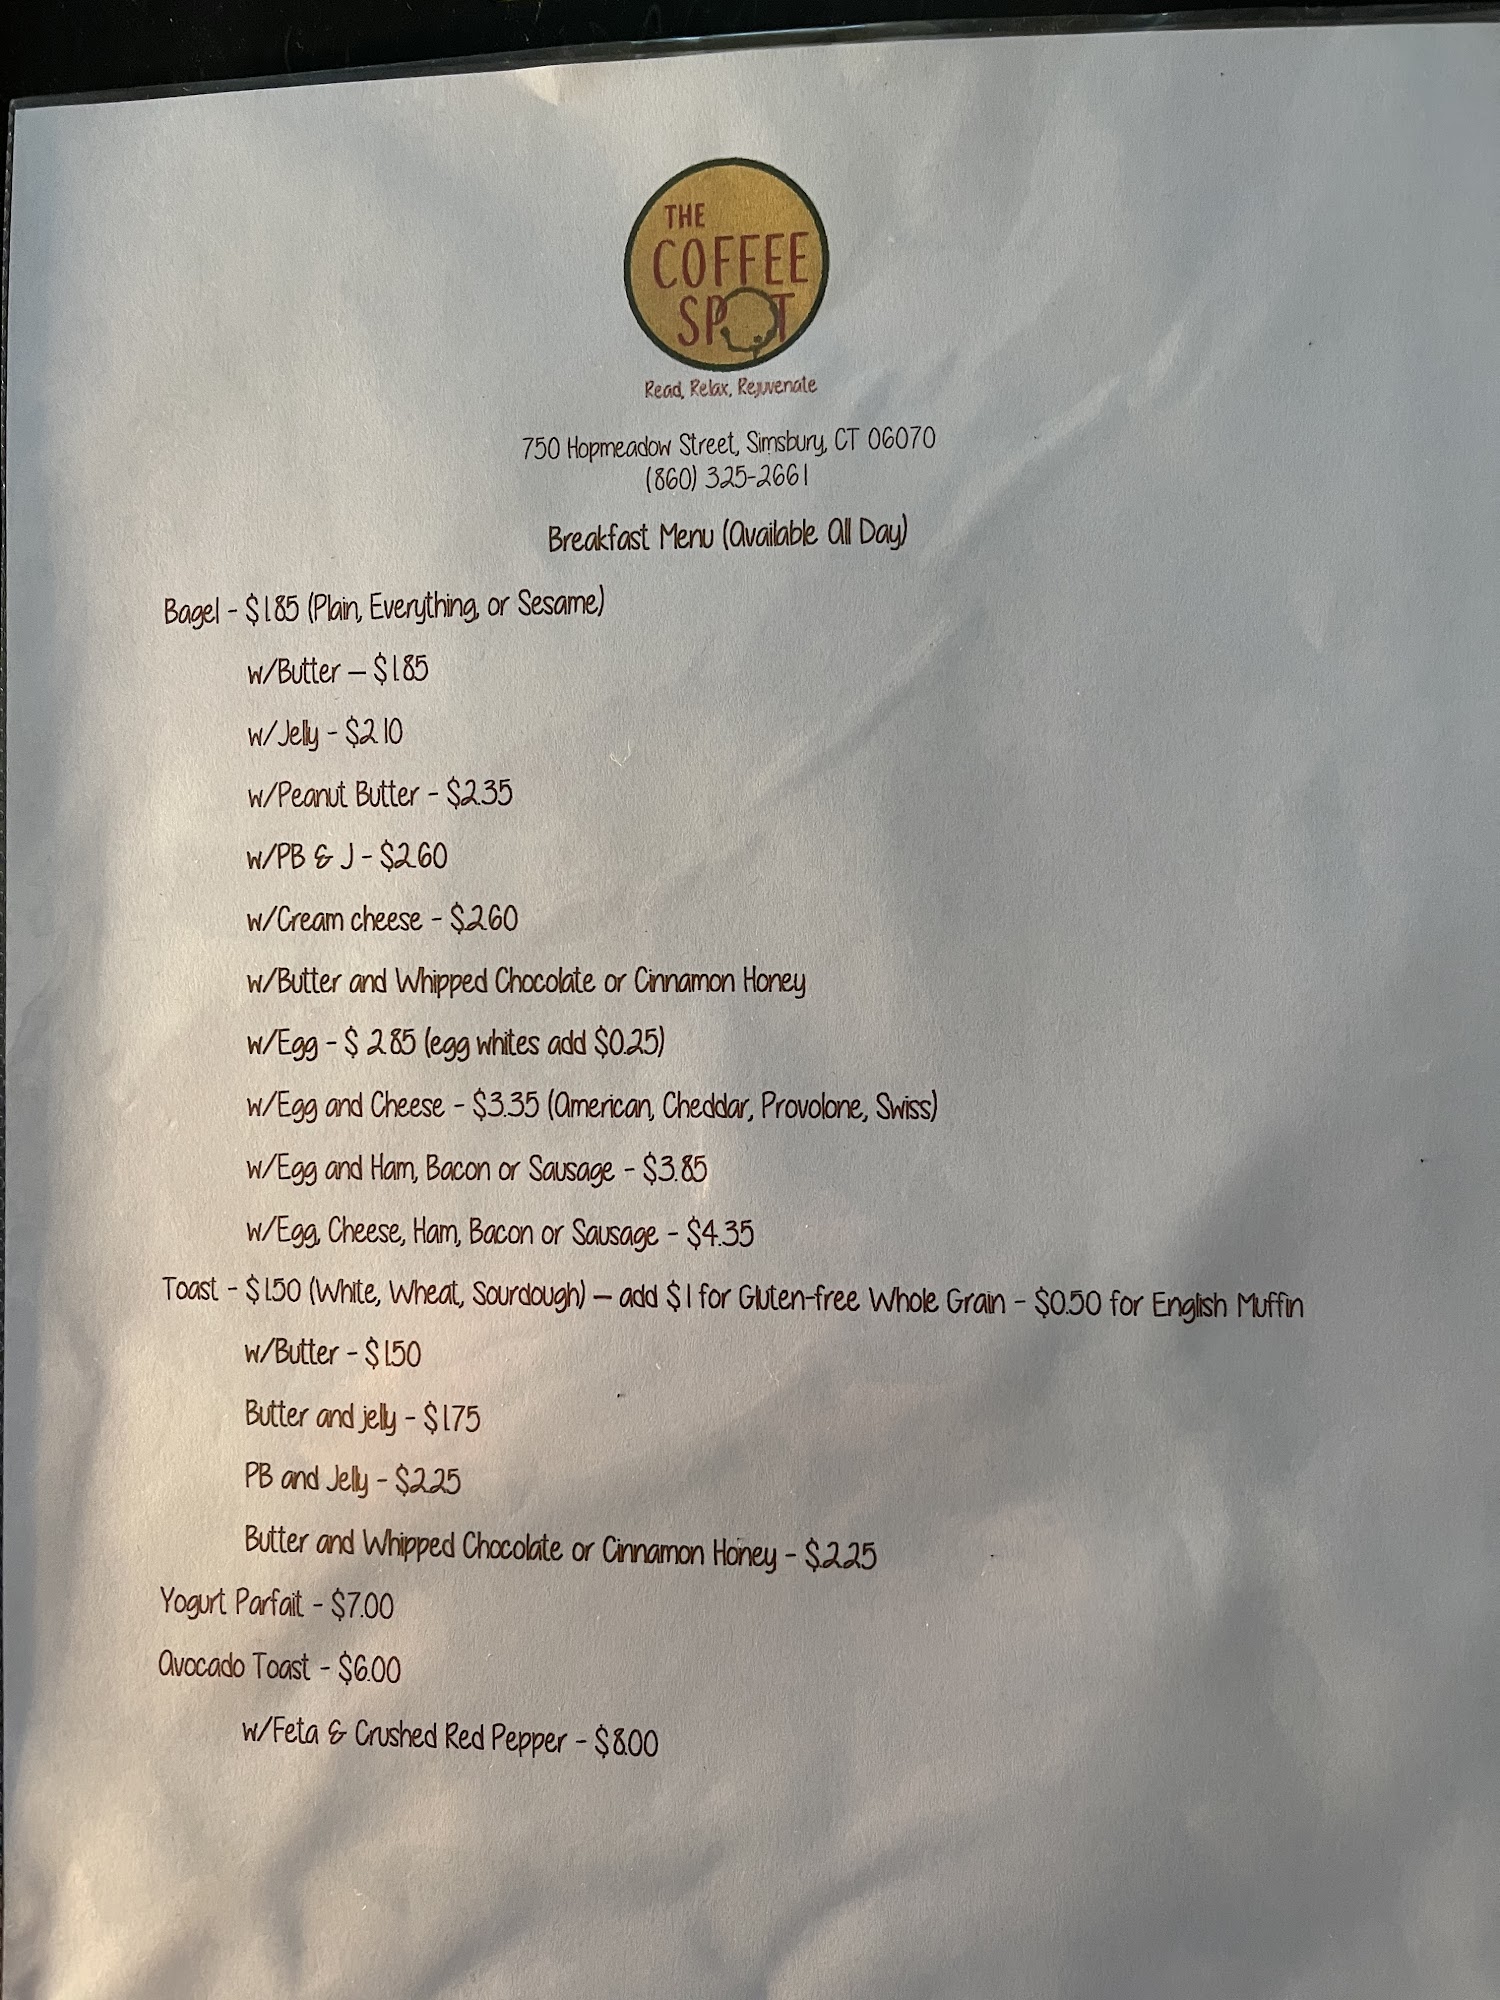 THE
COFFEE
SPOT
Read, Relax, Rejuvenate
750 Hopmeadow Street, Simsbury, CT 06070
(860) 325-2661
Breakfast Menu (Available All Day)
Bagel - $1.85 (Plain, Everything, or Sesame)
w/Butter – $1.85
w/Jelly - $2.10
w/Peanut Butter - $2.35
w/PB & J - $2.60
w/Cream cheese - $2.60
w/Butter and Whipped Chocolate or Cinnamon Honey
w/Egg - $ 2.85 (egg whites add $0.25)
w/Egg and Cheese - $3.35 (American, Cheddar, Provolone, Swiss)
w/Egg and Ham, Bacon or Sausage - $3.85
w/Egg, Cheese, Ham, Bacon or Sausage - $4.35
Toast - $1.50 (White, Wheat, Sourdough) – add $1 for Gluten-free Whole Grain - $0.50 for English Muffin
w/Butter - $1.50
Butter and jelly - $1.75
PB and Jelly - $2.25
Butter and Whipped Chocolate or Cinnamon Honey - $2.25
Yogurt Parfait - $7.00
Avocado Toast - $6.00
w/Feta & Crushed Red Pepper - $8.00